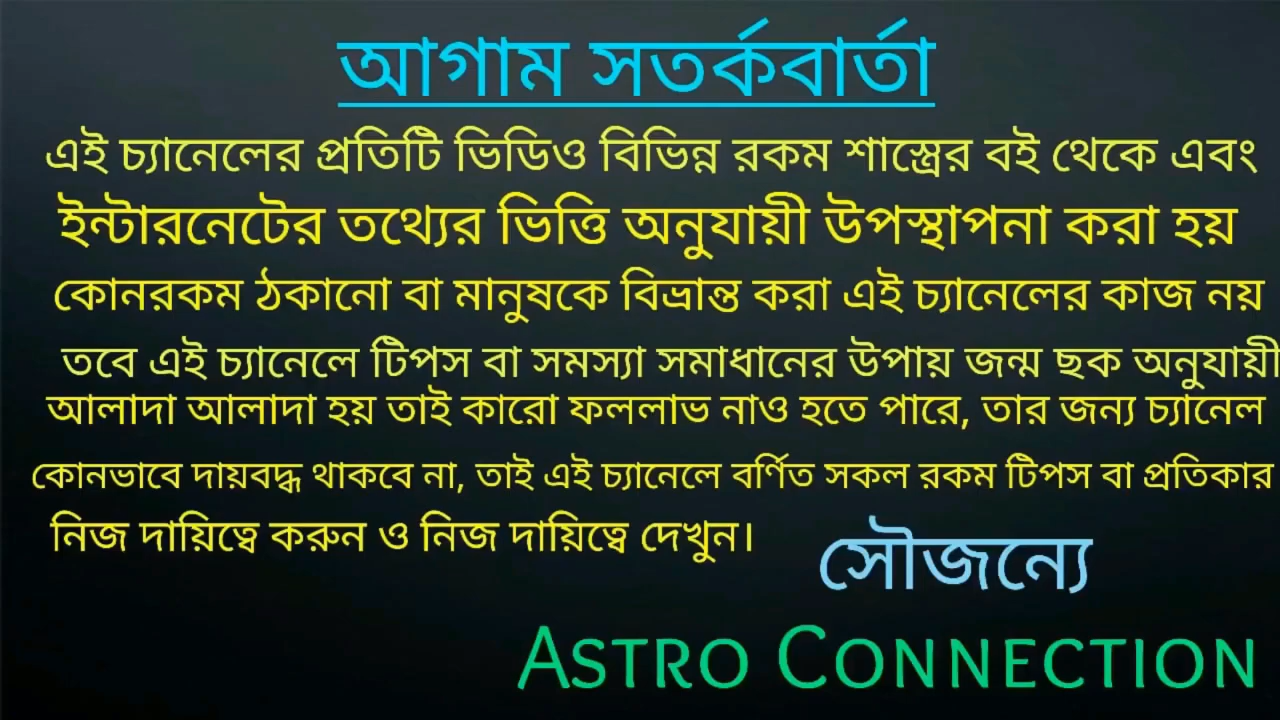 আগাম সতর্কবার্তা
এই চ্যানেলের প্রতিটি ভিডিও বিভিন্ন রকম শাস্ত্রের বই থেকে এবং
ইন্টারনেটের তথ্যের ভিত্তি অনুযায়ী উপস্থাপনা করা হয়
কোনরকম ঠকানো বা মানুষকে বিভ্রান্ত করা এই চ্যানেলের কাজ নয়
তবে এই চ্যানেলে টিপস বা সমস্যা সমাধানের উপায় জন্ম ছক অনুযায়ী
আলাদা আলাদা হয় তাই কারো ফললাভ নাও হতে পারে, তার জন্য চ্যানেল
কোনভাবে দায়বদ্ধ থাকবে না, তাই এই চ্যানেলে বর্ণিত সকল রকম টিপস বা প্রতিকার
নিজ দায়িত্বে করুন ও নিজ দায়িত্বে দেখুন।
সৌজন্যে
ASTRO CONNECTION